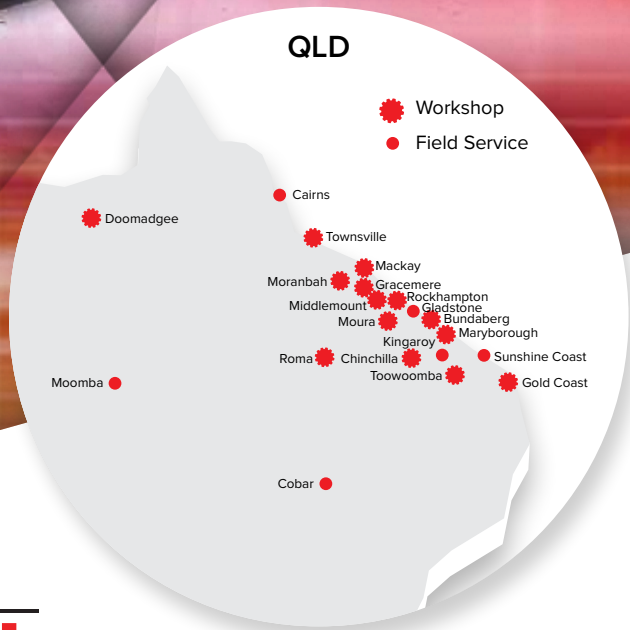 QLD
Workshop
Field Service
Cairns
Doomadgee
Townsville
Mackay
Moranbah
Gracemere
Rockhampton
Middlemount
Gladstone
Bundaberg
Moura
Maryborough
Kingaroy
Sunshine Coast
Roma
Chinchilla
Toowoomba
Moomba
Gold Coast
Cobar